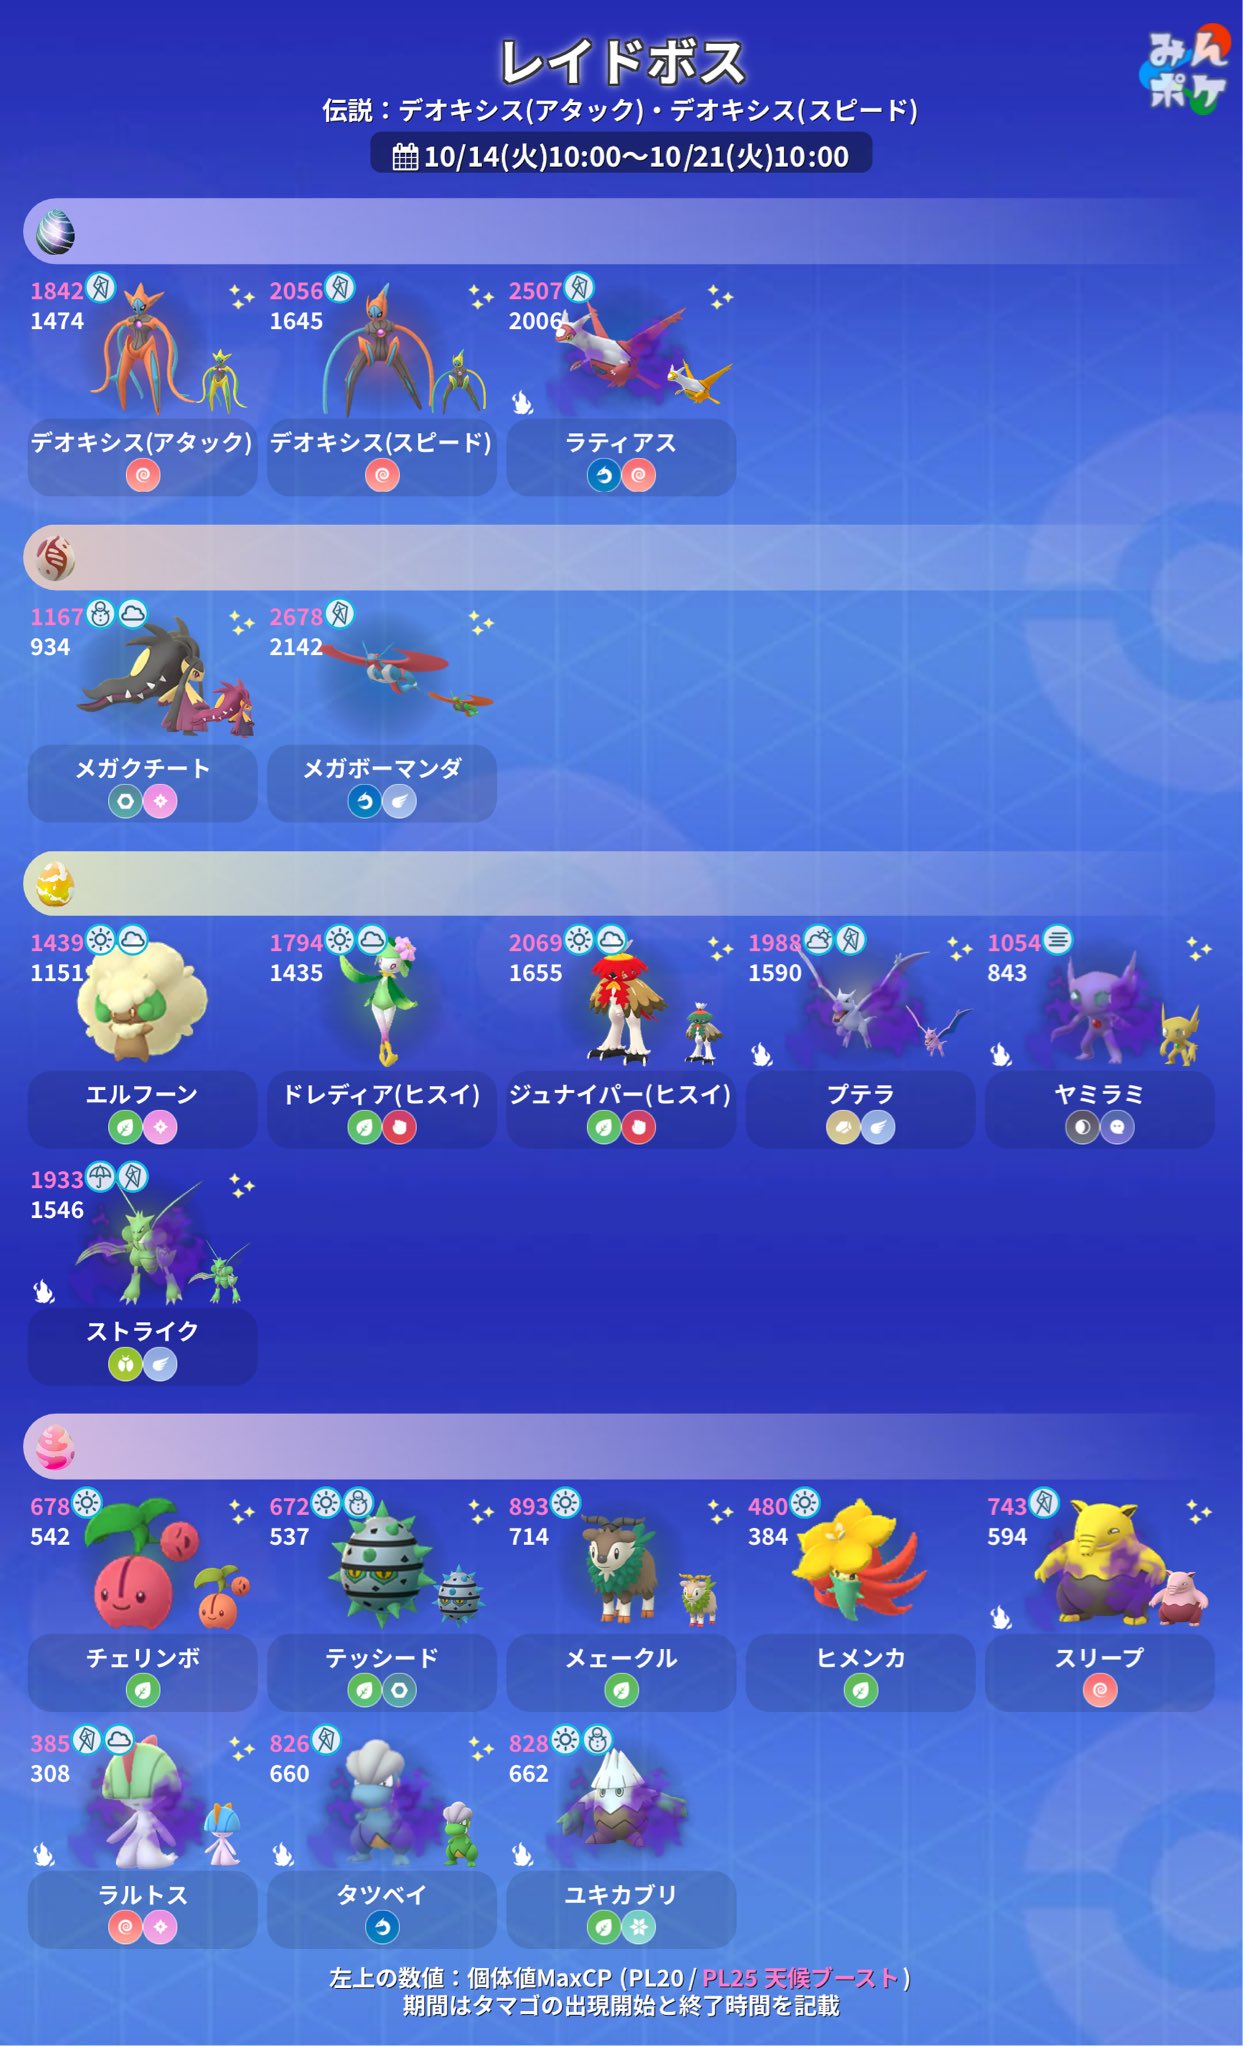 レイドボス
みんポケ
伝説：デオキシス(アタック)・デオキシス(スピード)
10/14(火)10:00〜10/21(火)10:00
1842
1474
デオキシス(アタック)
2056
1645
デオキシス(スピード)
2507
2006
ラティアス
1167
934
メガクチート
2678
2142
メガボーマンダ
1439
1151
エルフーン
1794
1435
ドレディア(ヒスイ)
2069
1655
ジュナイパー(ヒスイ)
1988
1590
プテラ
1054
843
ヤミラミ
1933
1546
ストライク
678
542
チェリンボ
672
537
テッシード
893
714
メェークル
480
384
ヒメンカ
743
594
スリープ
385
308
ラルトス
826
660
タツベイ
828
662
ユキカブリ
左上の数値：個体値MaxCP (PL20/PL25 天候ブースト)
期間はタマゴの出現開始と終了時間を記載